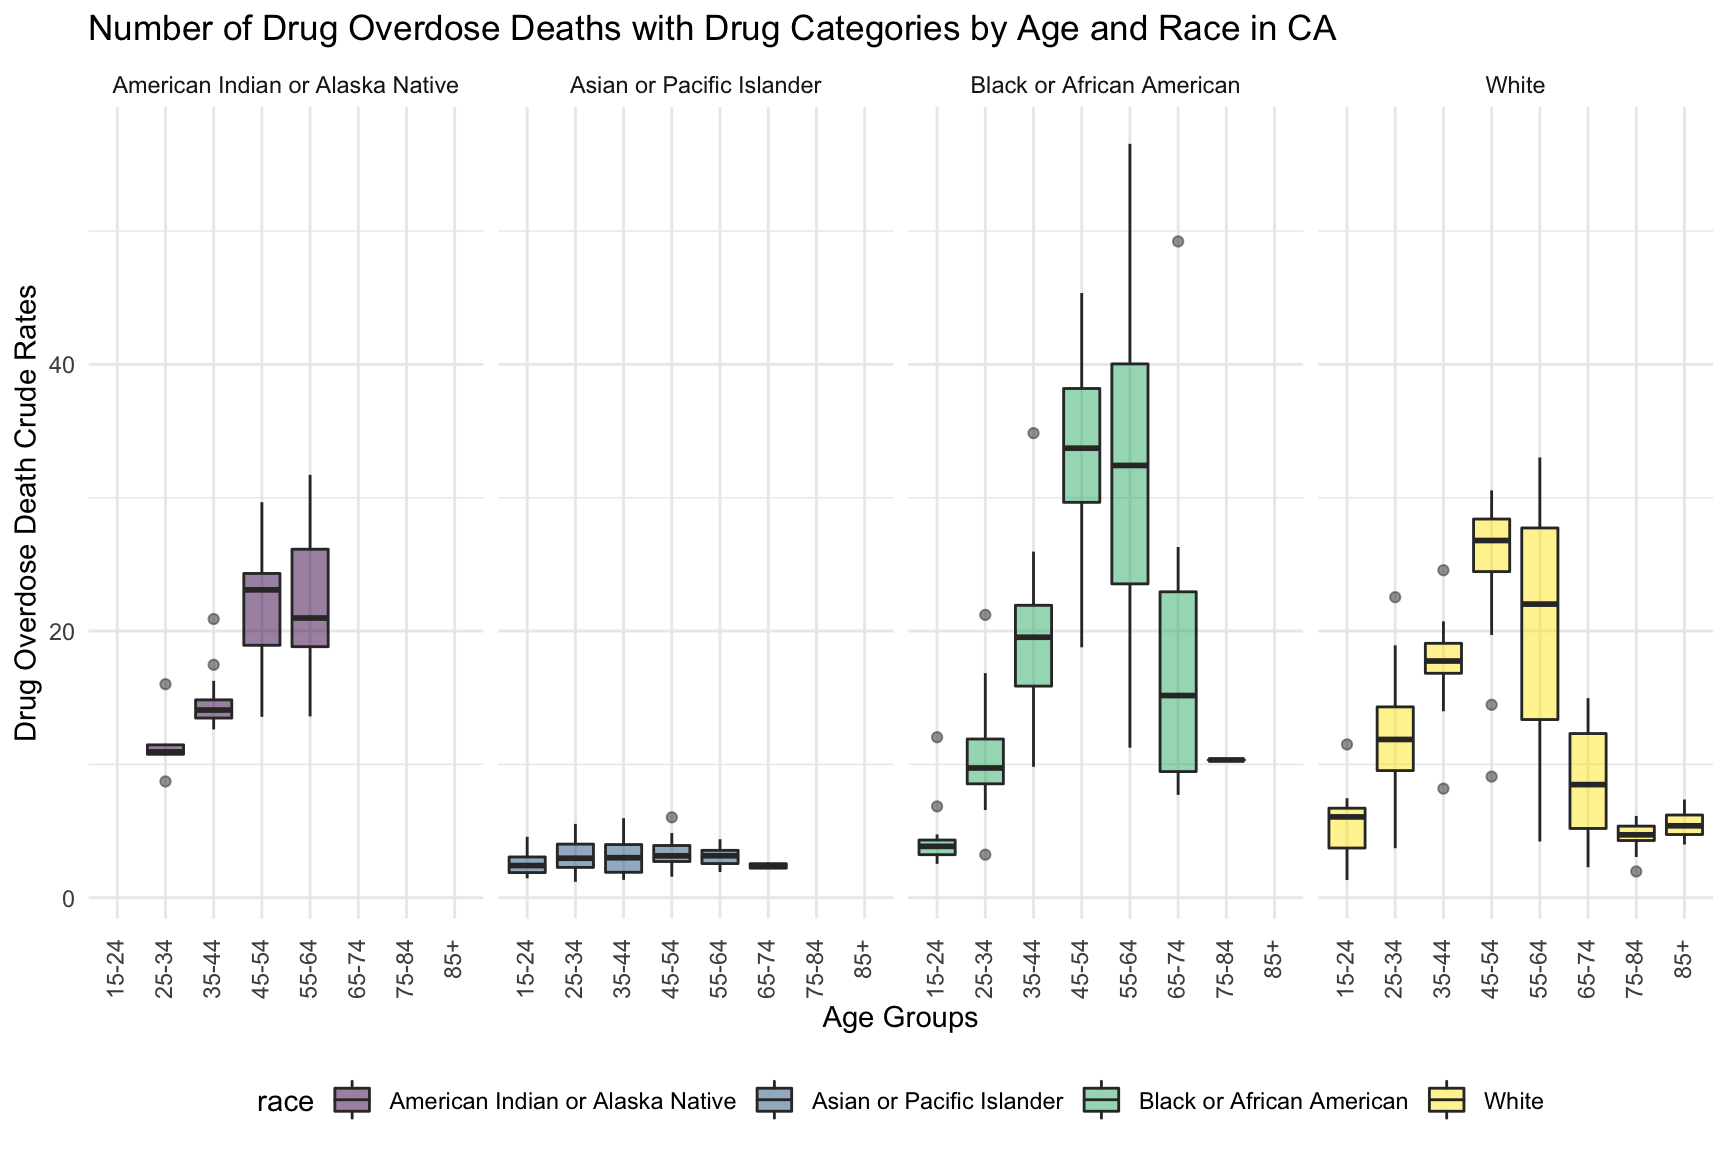 Number of Drug Overdose Deaths with Drug Categories by Age and Race in CA
American Indian or Alaska Native Asian or Pacific Islander Black or African American White
Drug Overdose Death Crude Rates
40
20
0
15-24 25-34 35-44 45-54 55-64 65-74 75-84 85+ 15-24 25-34 35-44 45-54 55-64 65-74 75-84 85+ 15-24 25-34 35-44 45-54 55-64 65-74 75-84 85+ 15-24 25-34 35-44 45-54 55-64 65-74 75-84 85+
Age Groups
race American Indian or Alaska Native Asian or Pacific Islander Black or African American White